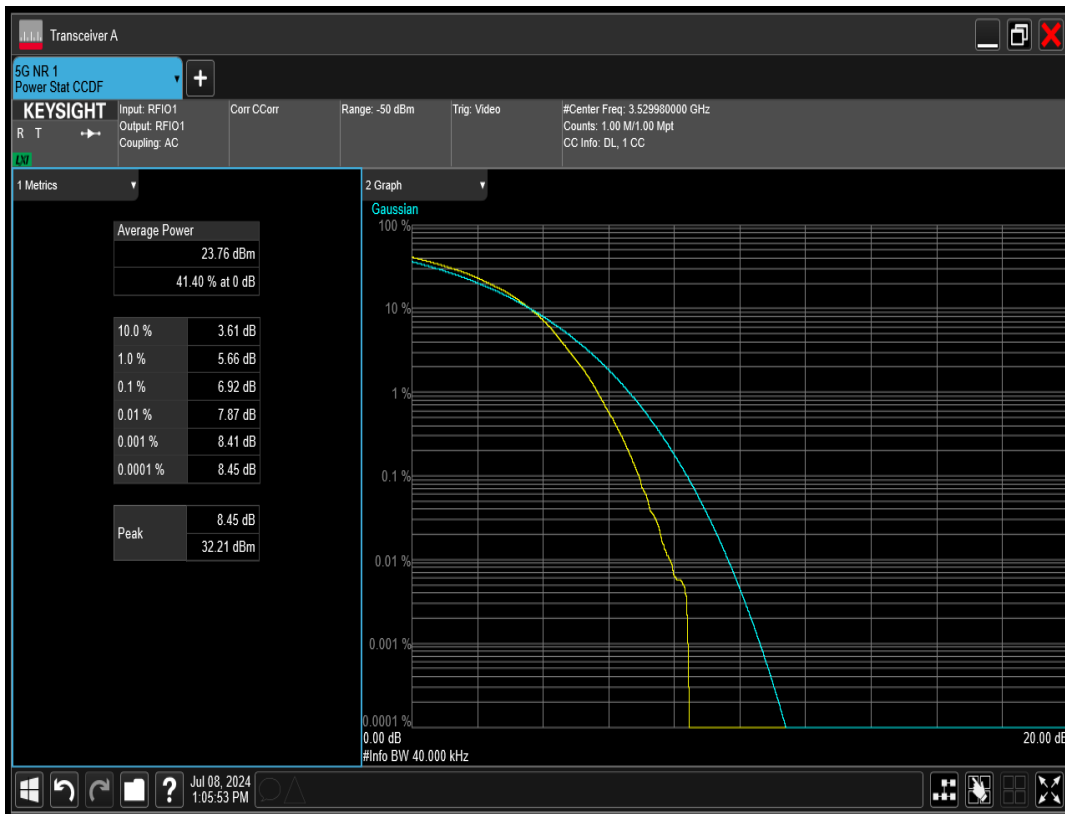 Transceiver A
5G NR 1
Power Stat CCDF
+
KEYSIGHT
R T
LXI
Input: RFIO1
Output: RFIO1
Coupling: AC
Corr CCorr
Range: -50 dBm
Trig: Video
#Center Freq: 3.529980000 GHz
Counts: 1.00 M/1.00 Mpt
CC Info: DL, 1 CC
1 Metrics
Average Power
23.76 dBm
41.40 % at 0 dB
10.0 % 3.61 dB
1.0 % 5.66 dB
0.1 % 6.92 dB
0.01 % 7.87 dB
0.001 % 8.41 dB
0.0001 % 8.45 dB
Peak
8.45 dB
32.21 dBm
2 Graph
Gaussian
100 %
10 %
1 %
0.1 %
0.01 %
0.001 %
0.0001 %
0.00 dB 20.00 dB
#Info BW 40.000 kHz
?
Jul 08, 2024
1:05:53 PM